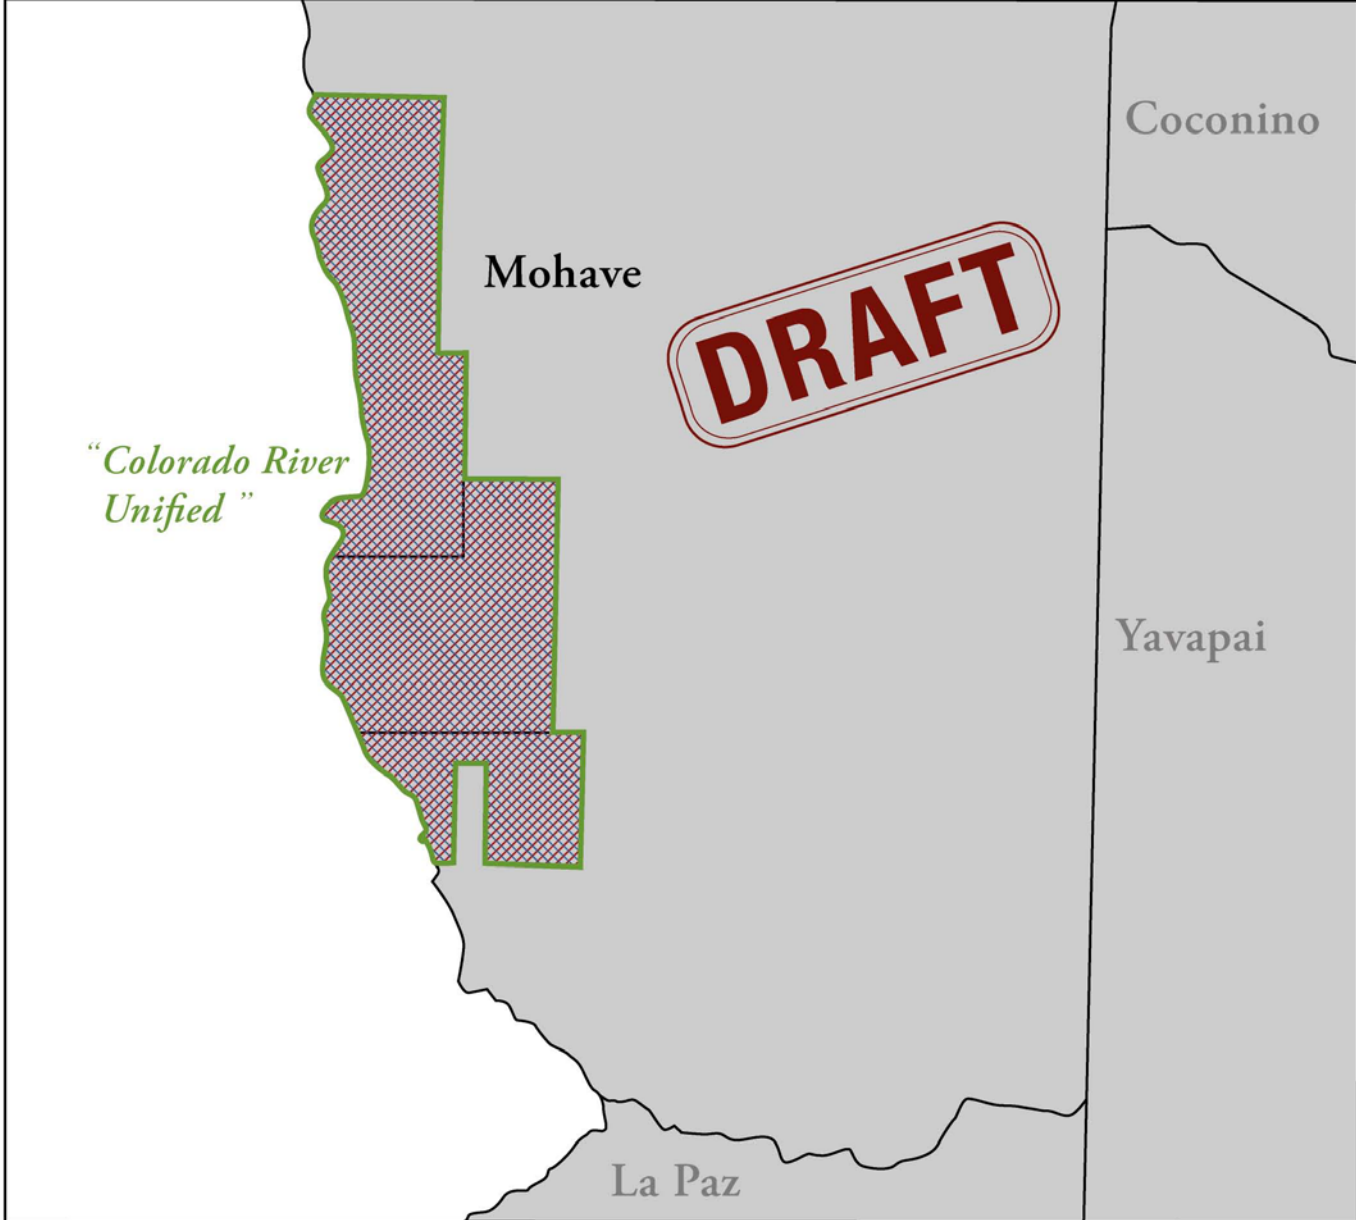 Coconino
Mohave
DRAFT
“Colorado River
Unified ”
Yavapai
La Paz